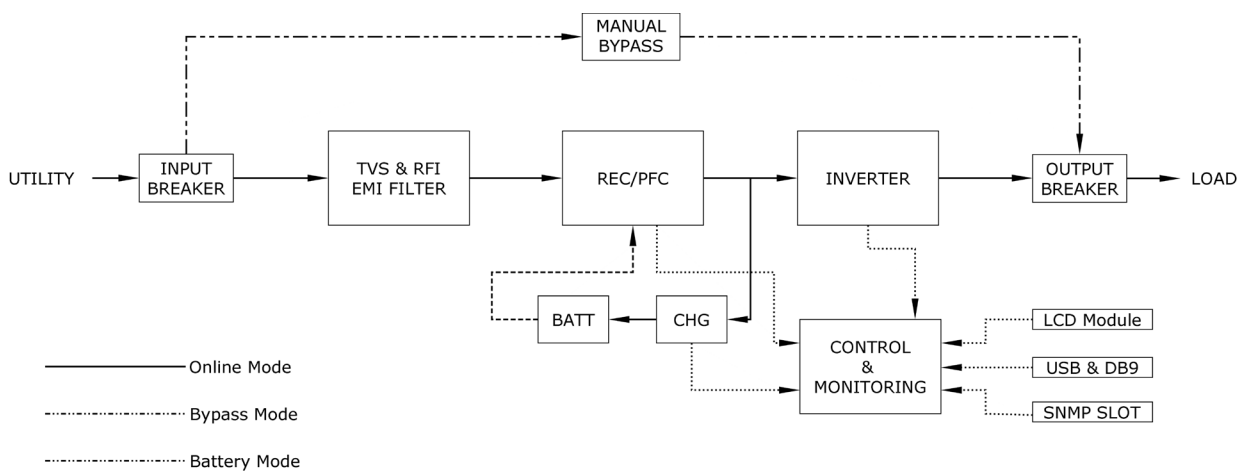 MANUAL
BYPASS
UTILITY
INPUT
BREAKER
TVS & RFI
EMI FILTER
REC/PFC
INVERTER
OUTPUT
BREAKER
LOAD
BATT
CHG
CONTROL
&
MONITORING
LCD Module
USB & DB9
SNMP SLOT
Online Mode
Bypass Mode
Battery Mode